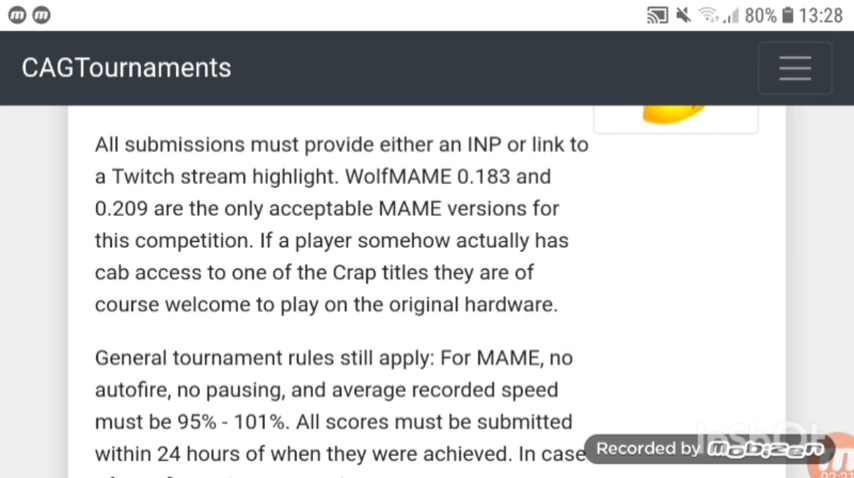 80% 13:28
CAGTournaments
All submissions must provide either an INP or link to
a Twitch stream highlight. WolfMAME 0.183 and
0.209 are the only acceptable MAME versions for
this competition. If a player somehow actually has
cab access to one of the Crap titles they are of
course welcome to play on the original hardware.
General tournament rules still apply: For MAME, no
autofire, no pausing, and average recorded speed
must be 95% - 101%. All scores must be submitted
InShOt
Recorded by MOBIZEN
within 24 hours of when they were achieved. In case